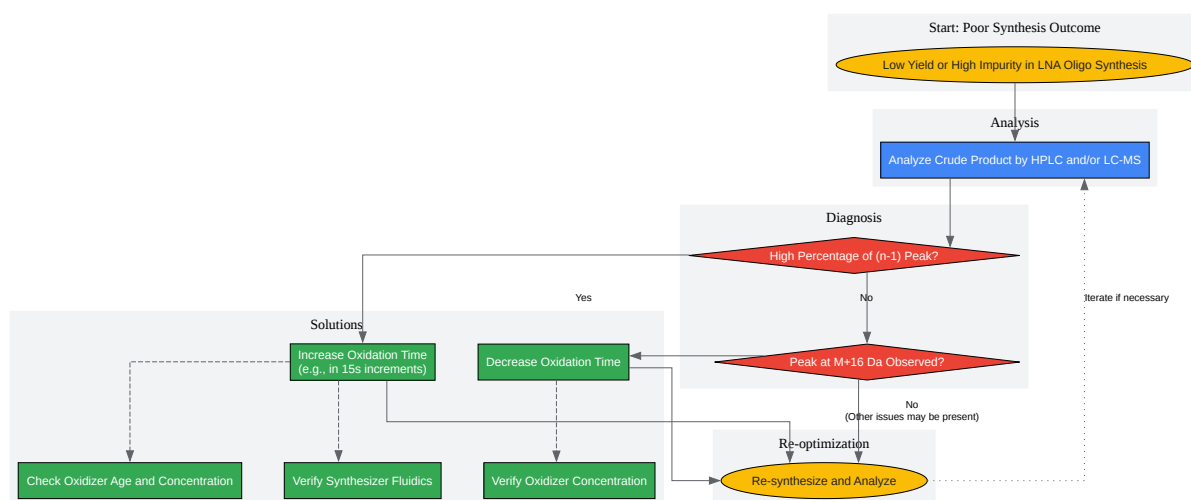 Start: Poor Synthesis Outcome
Low Yield or High Impurity in LNA Oligo Synthesis
Analysis
Analyze Crude Product by HPLC and/or LC-MS
Diagnosis
High Percentage of (n-1) Peak?
Yes
No
Iterate if necessary
Solutions
Increase Oxidation Time
(e.g., in 15s increments)
Decrease Oxidation Time
Peak at M+16 Da Observed?
No
(Other issues may be present)
Re-optimization
Check Oxidizer Age and Concentration
Verify Synthesizer Fluidics
Verify Oxidizer Concentration
Re-synthesize and Analyze